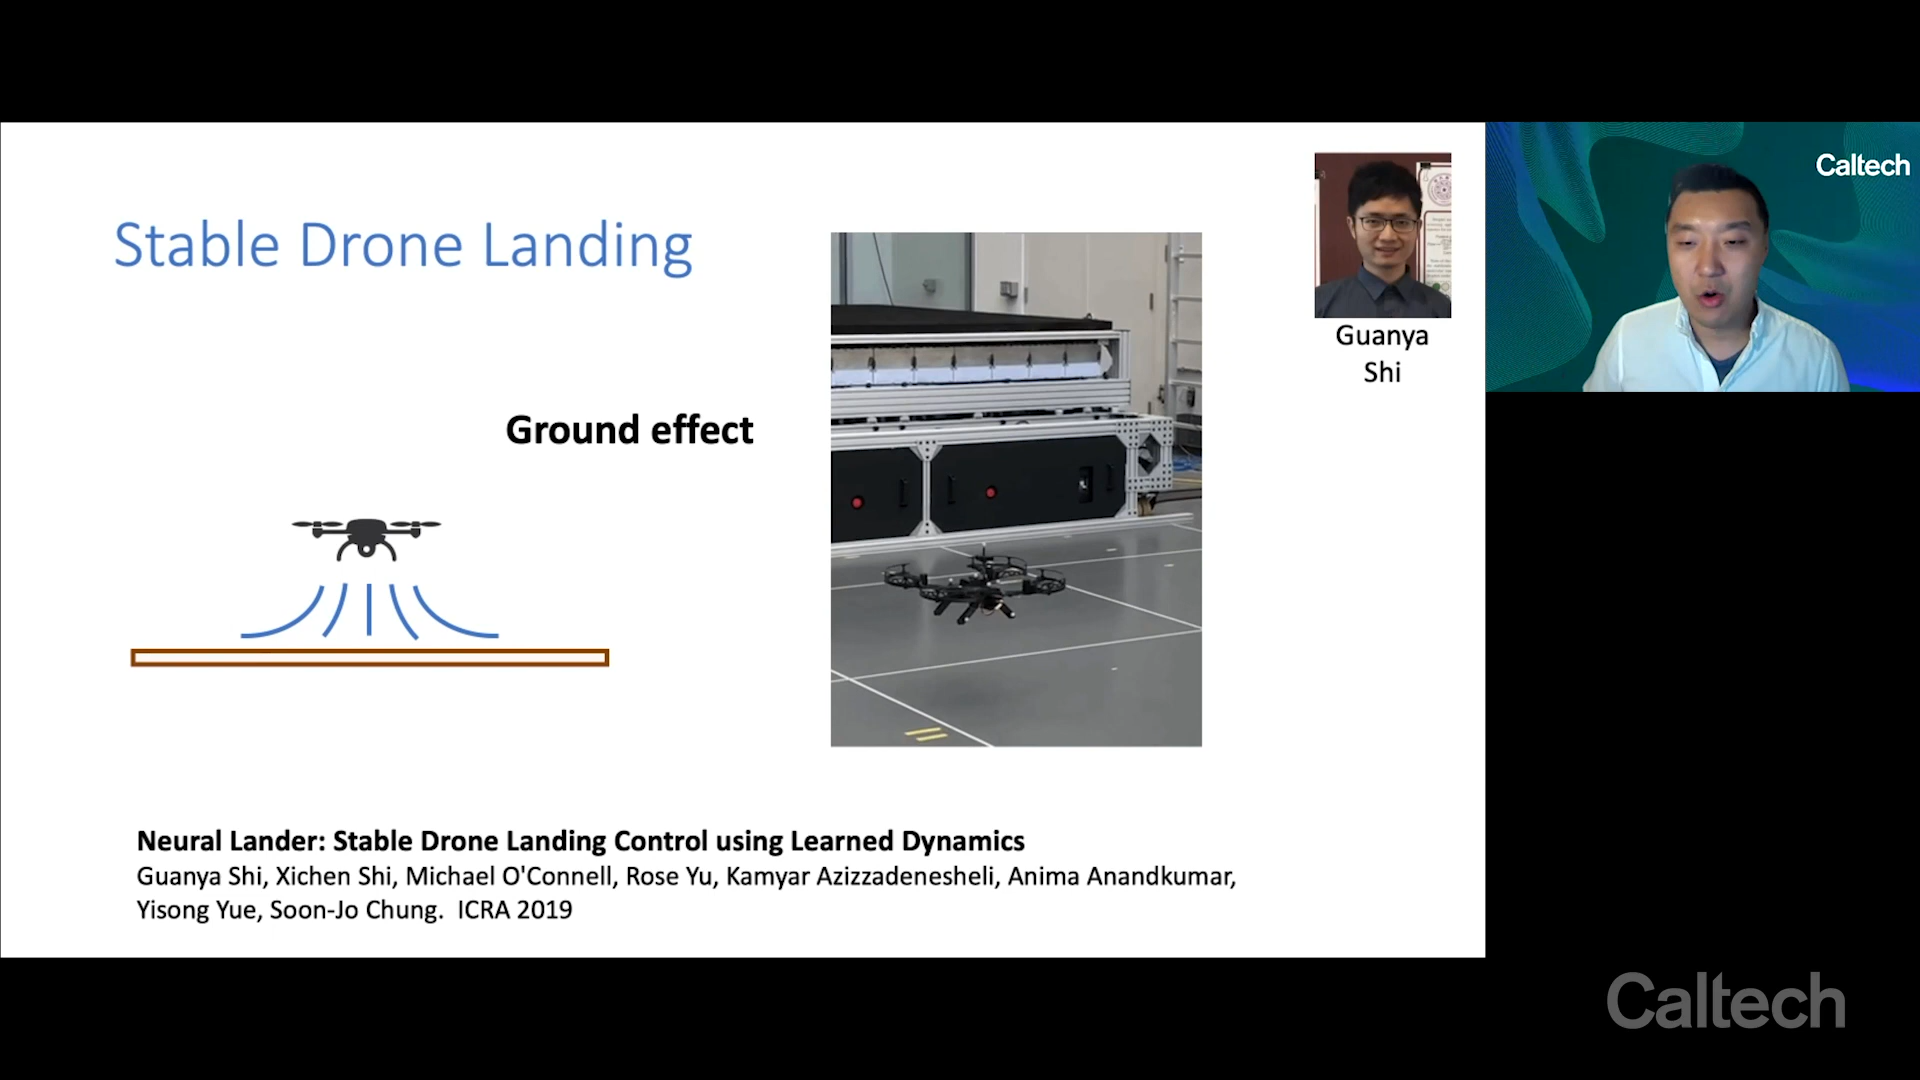 Stable Drone Landing
Ground effect
Guanya
Shi
Caltech
Neural Lander: Stable Drone Landing Control using Learned Dynamics
Guanya Shi, Xichen Shi, Michael O'Connell, Rose Yu, Kamyar Azizzadenesheli, Anima Anandkumar,
Yisong Yue, Soon-Jo Chung.  ICRA 2019
Caltech